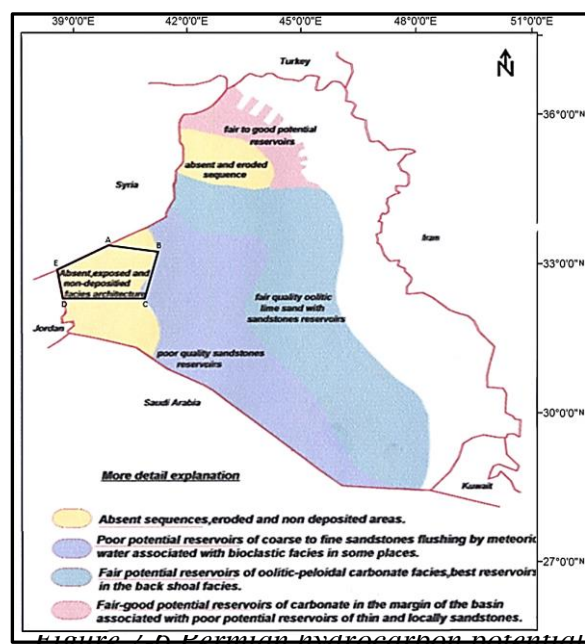 39°0'0"E 42°0'0"E 45°0'0"E 48°0'0"E 51°0'0"E
Turkey
N
36°0'0"N
fair to good potential
reservoirs
absent and eroded
sequence
Syria
Iran
A
B
33°0'0"N
E
Absent,exposed and
non-depositied
facies architecture
D
C
fair quality oolitic
lime sand with
sandstones reservoirs
Jordan
poor quality sandstones
reservoirs
Saudi Arabia
30°0'0"N
Kuwait
More detail explanation
Absent sequences,eroded and non deposited areas.
Poor potential reservoirs of coarse to fine sandstones flushing by meteoric
water associated with bioclastic facies in some places.
27°0'0"N
Fair potential reservoirs of oolitic-peloidal carbonate facies,best reservoirs
in the back shoal facies.
Fair-good potential reservoirs of carbonate in the margin of the basin
associated with poor potential reservoirs of thin and locally sandstones.
Permian hydrocarbon potential